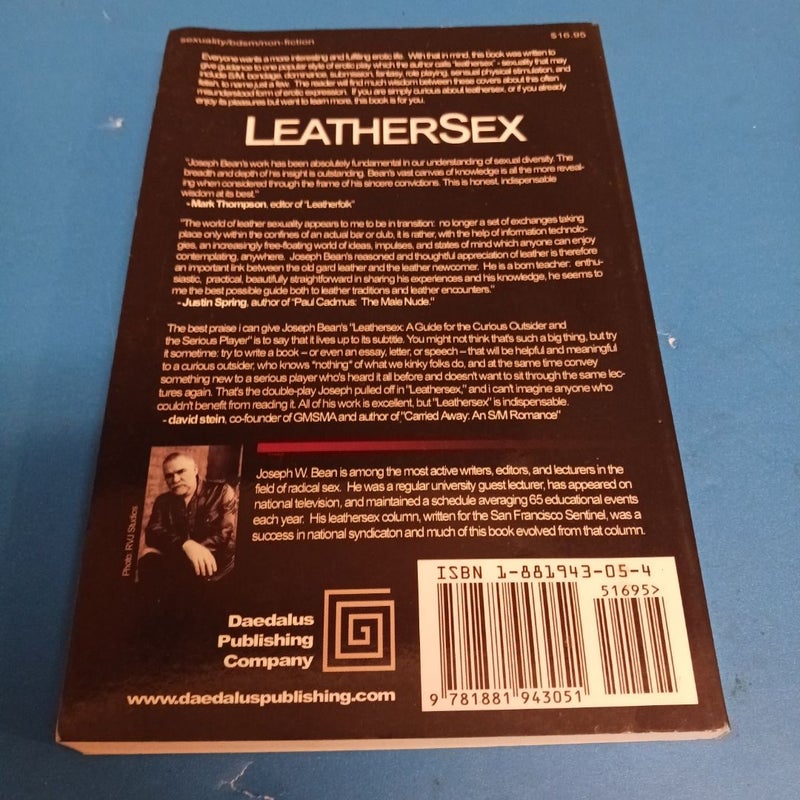 sexuality/bdsm/non-fiction
$16.95
Everyone wants a more interesting and fulfilling erotic life. With that in mind, this book was written to
give guidance to one popular style of erotic play which the author calls "leathersex" - sexuality that may
include S/M, bondage, dominance, submission, fantasy, role playing, sensual physical stimulation, and
fetish, to name just a few. The reader will find much wisdom between these covers about this often
misunderstood form of erotic expression. If you are simply curious about leathersex, or if you already
enjoy its pleasures but want to learn more, this book is for you.
LEATHERSEX
"Joseph Bean's work has been absolutely fundamental in our understanding of sexual diversity. The
breadth and depth of his insight is outstanding. Bean's vast canvas of knowledge is all the more reveal-
ing when considered through the frame of his sincere convictions. This is honest, indispensable
wisdom at its best."
- Mark Thompson, editor of "Leatherfolk"
"The world of leather sexuality appears to me to be in transition: no longer a set of exchanges taking
place only within the confines of an actual bar or club, it is rather, with the help of information technolo-
gies, an increasingly free-floating world of ideas, impulses, and states of mind which anyone can enjoy
contemplating, anywhere. Joseph Bean's reasoned and thoughtful appreciation of leather is therefore
an important link between the old gard leather and the leather newcomer. He is a born teacher: enthu-
siastic, practical, beautifully straightforward in sharing his experiences and his knowledge, he seems to
me the best possible guide both to leather traditions and leather encounters."
- Justin Spring, author of "Paul Cadmus: The Male Nude."
The best praise i can give Joseph Bean's "Leathersex: A Guide for the Curious Outsider and
the Serious Player" is to say that it lives up to its subtitle. You might not think that's such a big thing, but try
it sometime: try to write a book – or even an essay, letter, or speech – that will be helpful and meaningful
to a curious outsider, who knows *nothing* of what we kinky folks do, and at the same time convey
something new to a serious player who's heard it all before and doesn't want to sit through the same lec-
tures again. That's the double-play Joseph pulled off in "Leathersex," and i can't imagine anyone who
couldn't benefit from reading it. All of his work is excellent, but "Leathersex" is indispensable.
- david stein, co-founder of GMSMA and author of "Carried Away: An S/M Romance"
Joseph W. Bean is among the most active writers, editors, and lecturers in the
field of radical sex. He was a regular university guest lecturer, has appeared on
national television, and maintained a schedule averaging 65 educational events
each year. His leathersex column, written for the San Francisco Sentinel, was a
success in national syndicaton and much of this book evolved from that column.
Photo RVJ Studios
Daedalus
Publishing
Company
www.daedaluspublishing.com
ISBN 1-881943-05-4
51695>
9 781881 943051